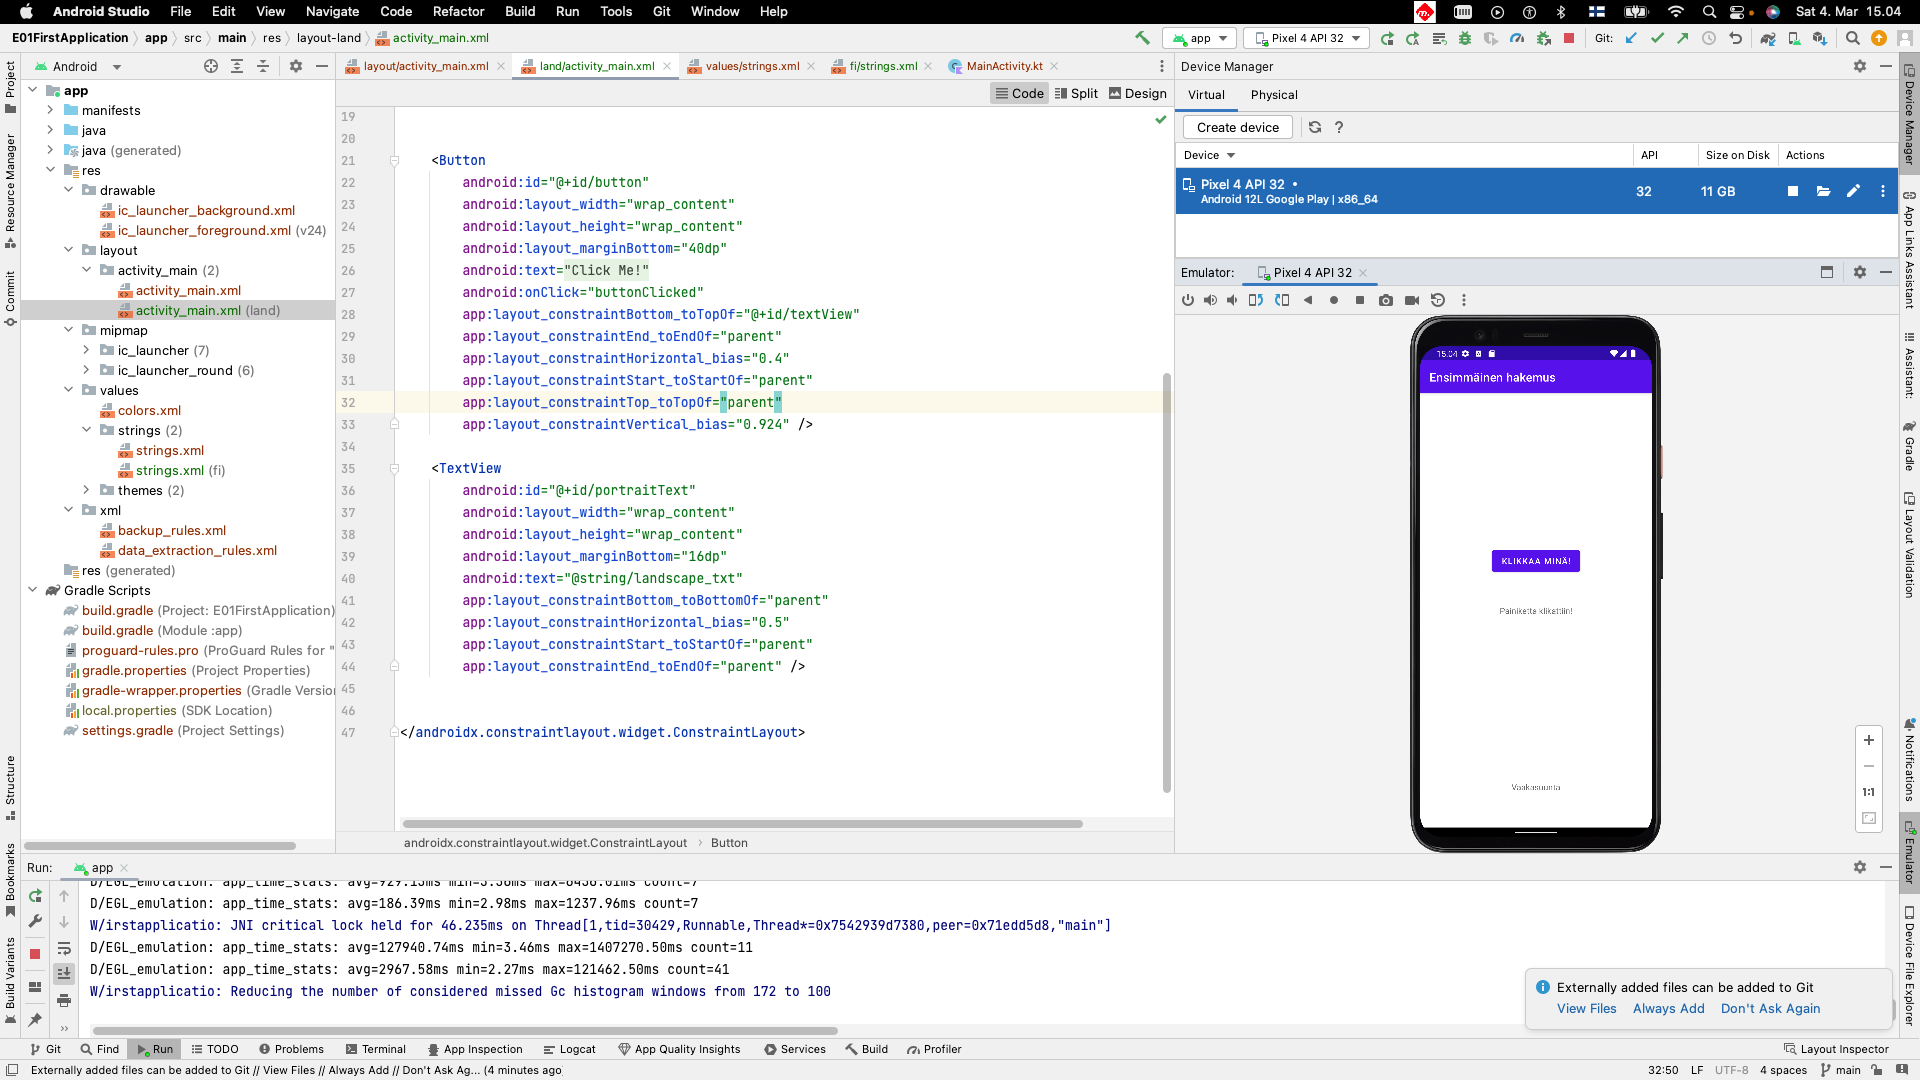 Android Studio File Edit View Navigate Code Refactor Build Run Tools Git Window Help Sat 4. Mar 15.04
E01FirstApplication app src main res layout-land activity_main.xml app Pixel 4 API 32 Git:
Android
layout/activity_main.xml land/activity_main.xml values/strings.xml fi/strings.xml MainActivity.kt
Code Split Design
Project
Resource Manager
Commit
Structure
Bookmarks
Build Variants
app
manifests
java
java (generated)
res
drawable
ic_launcher_background.xml
ic_launcher_foreground.xml (v24)
layout
activity_main (2)
activity_main.xml
activity_main.xml (land)
mipmap
ic_launcher (7)
ic_launcher_round (6)
values
colors.xml
strings (2)
strings.xml
strings.xml (fi)
themes (2)
xml
backup_rules.xml
data_extraction_rules.xml
res (generated)
Gradle Scripts
build.gradle (Project: E01FirstApplication)
build.gradle (Module :app)
proguard-rules.pro (ProGuard Rules for "
gradle.properties (Project Properties)
gradle-wrapper.properties (Gradle Version
local.properties (SDK Location)
settings.gradle (Project Settings)
19
20
21 <Button
22 android:id="@+id/button"
23 android:layout_width="wrap_content"
24 android:layout_height="wrap_content"
25 android:layout_marginBottom="40dp"
26 android:text="Click Me!"
27 android:onClick="buttonClicked"
28 app:layout_constraintBottom_toTopOf="@+id/textView"
29 app:layout_constraintEnd_toEndOf="parent"
30 app:layout_constraintHorizontal_bias="0.4"
31 app:layout_constraintStart_toStartOf="parent"
32 app:layout_constraintTop_toTopOf="parent"
33 app:layout_constraintVertical_bias="0.924" />
34
35 <TextView
36 android:id="@+id/portraitText"
37 android:layout_width="wrap_content"
38 android:layout_height="wrap_content"
39 android:layout_marginBottom="16dp"
40 android:text="@string/landscape_txt"
41 app:layout_constraintBottom_toBottomOf="parent"
42 app:layout_constraintHorizontal_bias="0.5"
43 app:layout_constraintStart_toStartOf="parent"
44 app:layout_constraintEnd_toEndOf="parent" />
45
46
47 </androidx.constraintlayout.widget.ConstraintLayout>
androidx.constraintlayout.widget.ConstraintLayout Button
Device Manager
Virtual Physical
Create device ?
Device API Size on Disk Actions
Pixel 4 API 32 • 32 11 GB
Android 12L Google Play | x86_64
Emulator: Pixel 4 API 32
15.04
Ensimmäinen hakemus
KLIKKAA MINÄ!
Painiketta klikattiin!
Vaakasuunta
1:1
Device Manager
App Links Assistant
Assistant:
Gradle
Layout Validation
Notifications
Emulator
Device File Explorer
Run: app
D/EGL_emulation: app_time_stats: avg=929.13ms min=3.38ms max=6438.01ms count=7
D/EGL_emulation: app_time_stats: avg=186.39ms min=2.98ms max=1237.96ms count=7
W/irstapplicatio: JNI critical lock held for 46.235ms on Thread[1,tid=30429,Runnable,Thread*=0x7542939d7380,peer=0x71edd5d8,"main"]
D/EGL_emulation: app_time_stats: avg=127940.74ms min=3.46ms max=1407270.50ms count=11
D/EGL_emulation: app_time_stats: avg=2967.58ms min=2.27ms max=121462.50ms count=41
W/irstapplicatio: Reducing the number of considered missed Gc histogram windows from 172 to 100
Externally added files can be added to Git
View Files Always Add Don't Ask Again
Git Find Run TODO Problems Terminal App Inspection Logcat App Quality Insights Services Build Profiler Layout Inspector
Externally added files can be added to Git // View Files // Always Add // Don't Ask Ag... (4 minutes ago) 32:50 LF UTF-8 4 spaces main